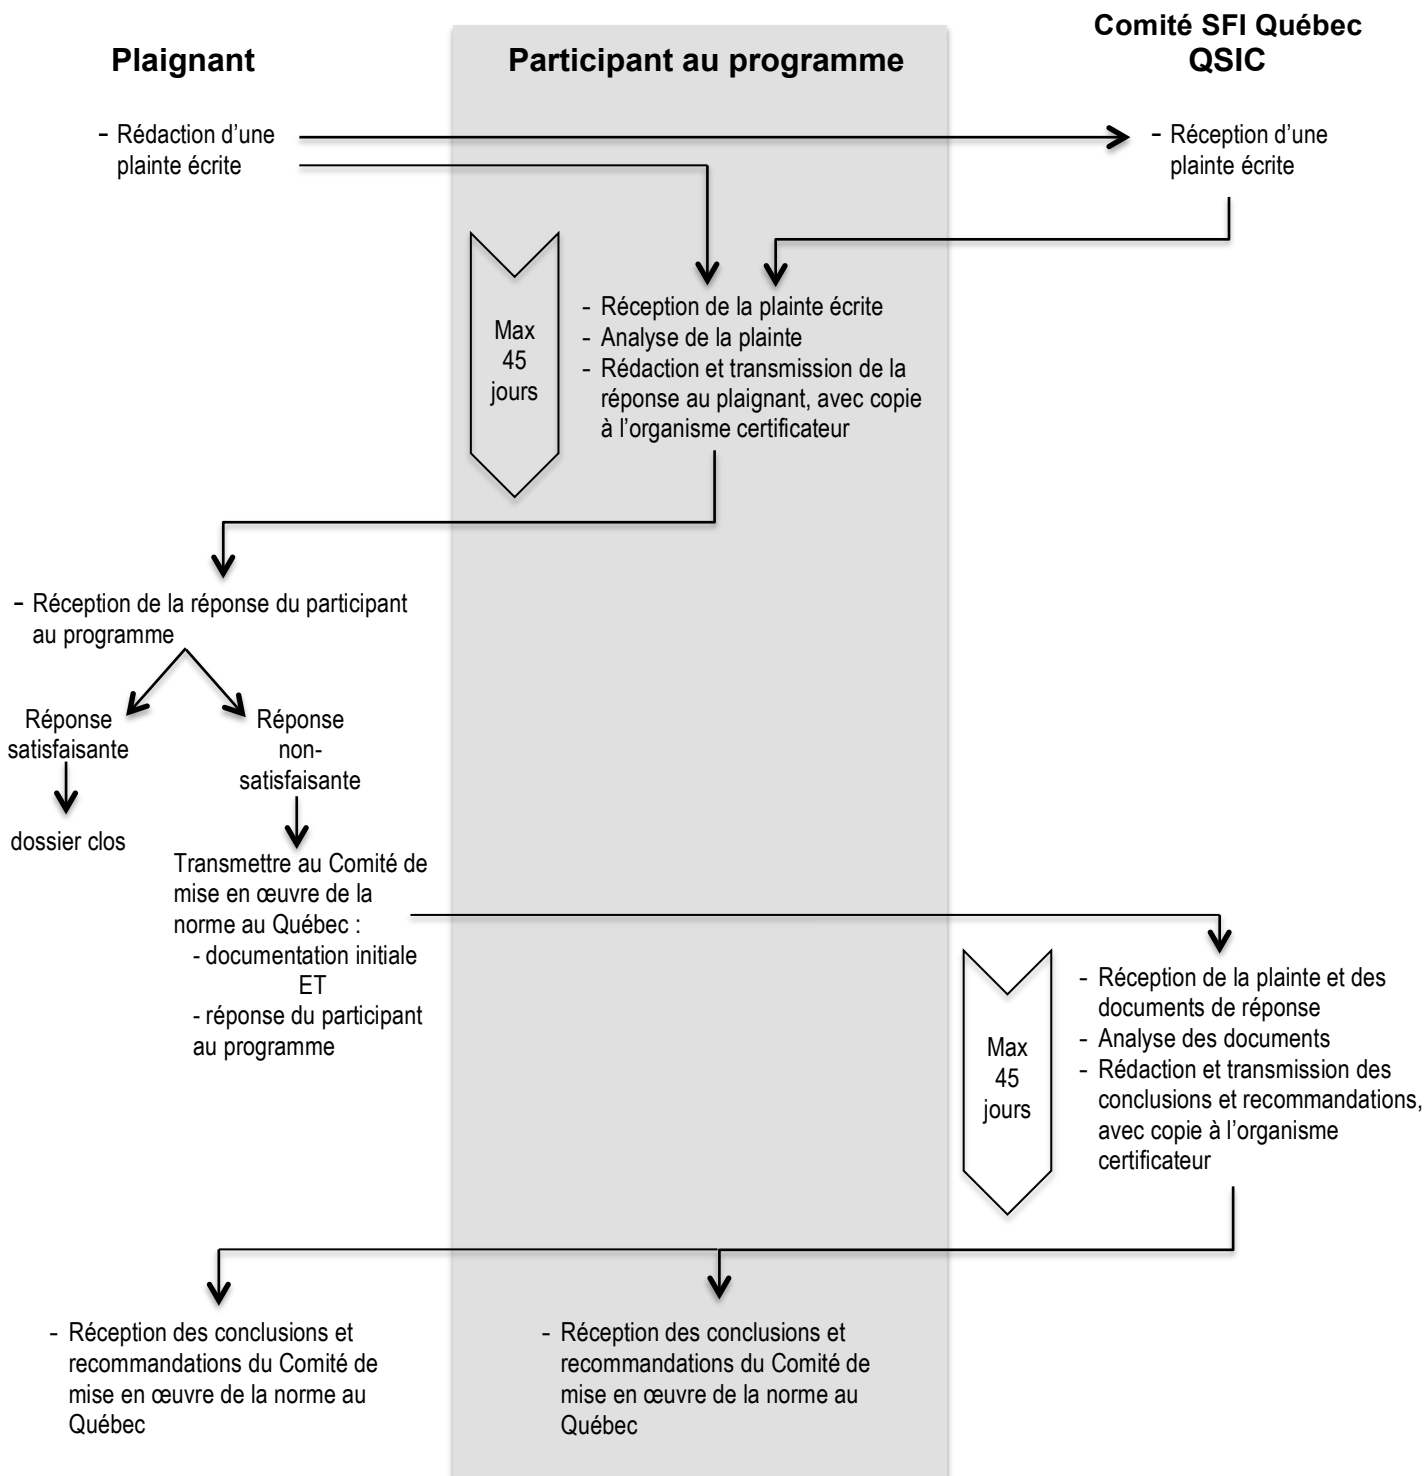 Comité SFI Québec
QSIC
Plaignant
Participant au programme
- Rédaction d'une
plainte écrite
- Réception d'une
plainte écrite
Max
45
jours
- Réception de la plainte écrite
- Analyse de la plainte
- Rédaction et transmission de la
réponse au plaignant, avec copie
à l'organisme certificateur
- Réception de la réponse du participant
au programme
Réponse
satisfaisante
Réponse
non-
satisfaisante
dossier clos
Transmettre au Comité de
mise en œuvre de la
norme au Québec :
- documentation initiale
ET
- réponse du participant
au programme
Max
45
jours
- Réception de la plainte et des
documents de réponse
- Analyse des documents
- Rédaction et transmission des
conclusions et recommandations,
avec copie à l'organisme
certificateur
- Réception des conclusions et
recommandations du Comité de
mise en œuvre de la norme au
Québec
- Réception des conclusions et
recommandations du Comité de
mise en œuvre de la norme au
Québec